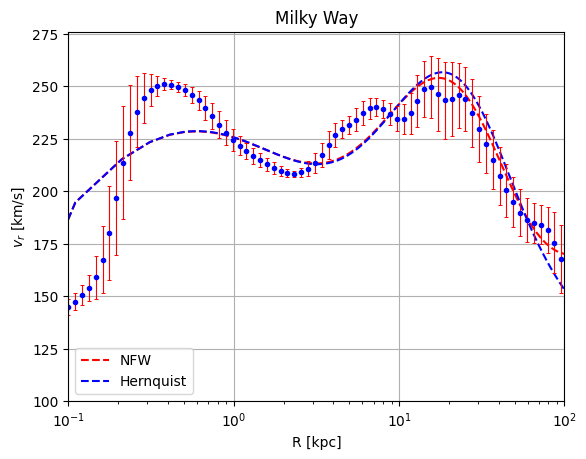 Milky Way
v_r [km/s]
275
250
225
200
175
150
125
100
NFW
Hernquist
10^{-1}
10^{0}
10^{1}
10^{2}
R [kpc]